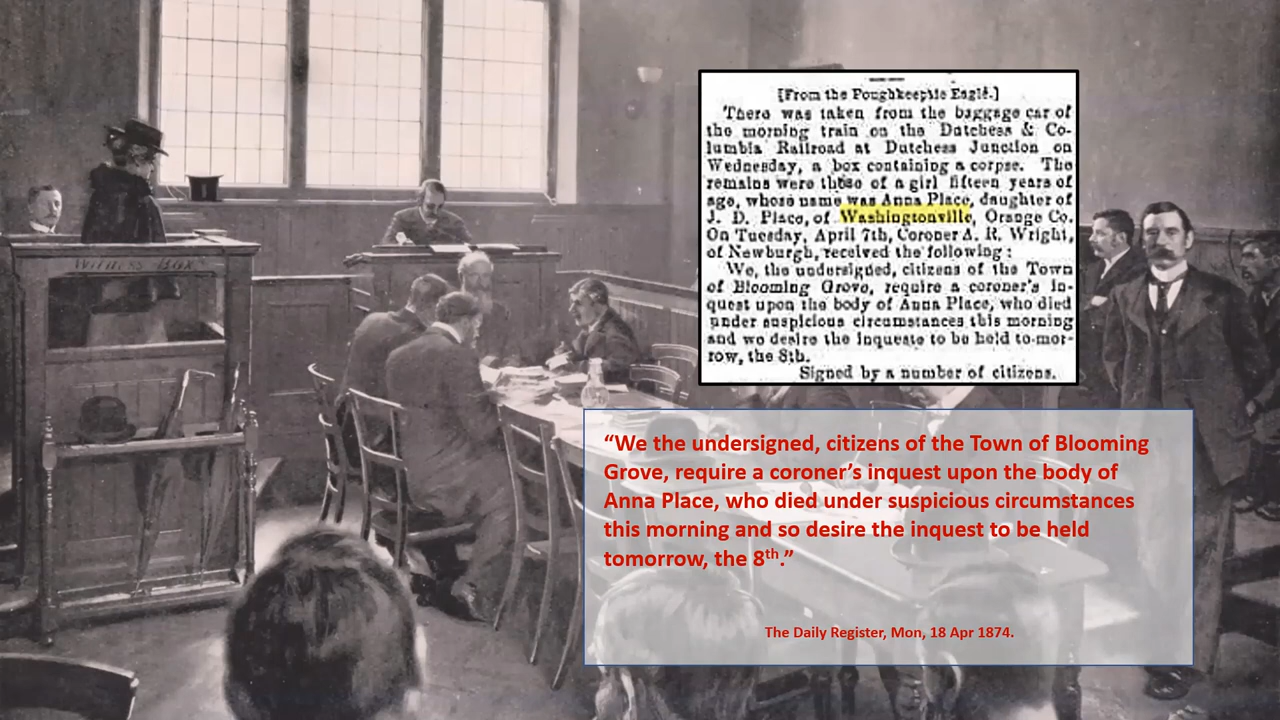 Witness Box
[From the Poughkeepsie Eagle.]
There was taken from the baggage car of
the morning train on the Dutchess & Co-
lumbia Railroad at Dutchess Junction on
Wednesday, a box containing a corpse. The
remains were those of a girl fifteen years of
age, whose name was Anna Place, daughter of
J. D. Place, of Washingtonville, Orange Co.
On Tuesday, April 7th, Coroner A. R. Wright,
of Newburgh, received the following:
We, the undersigned, citizens of the Town
of Blooming Grove, require a coroner's in-
quest upon the body of Anna Place, who died
under suspicious circumstances this morning
and we desire the inqueste to be held to-mor-
row, the 8th.
Signed by a number of citizens.
“We the undersigned, citizens of the Town of Blooming
Grove, require a coroner’s inquest upon the body of
Anna Place, who died under suspicious circumstances
this morning and so desire the inquest to be held
tomorrow, the 8th.”
The Daily Register, Mon, 18 Apr 1874.